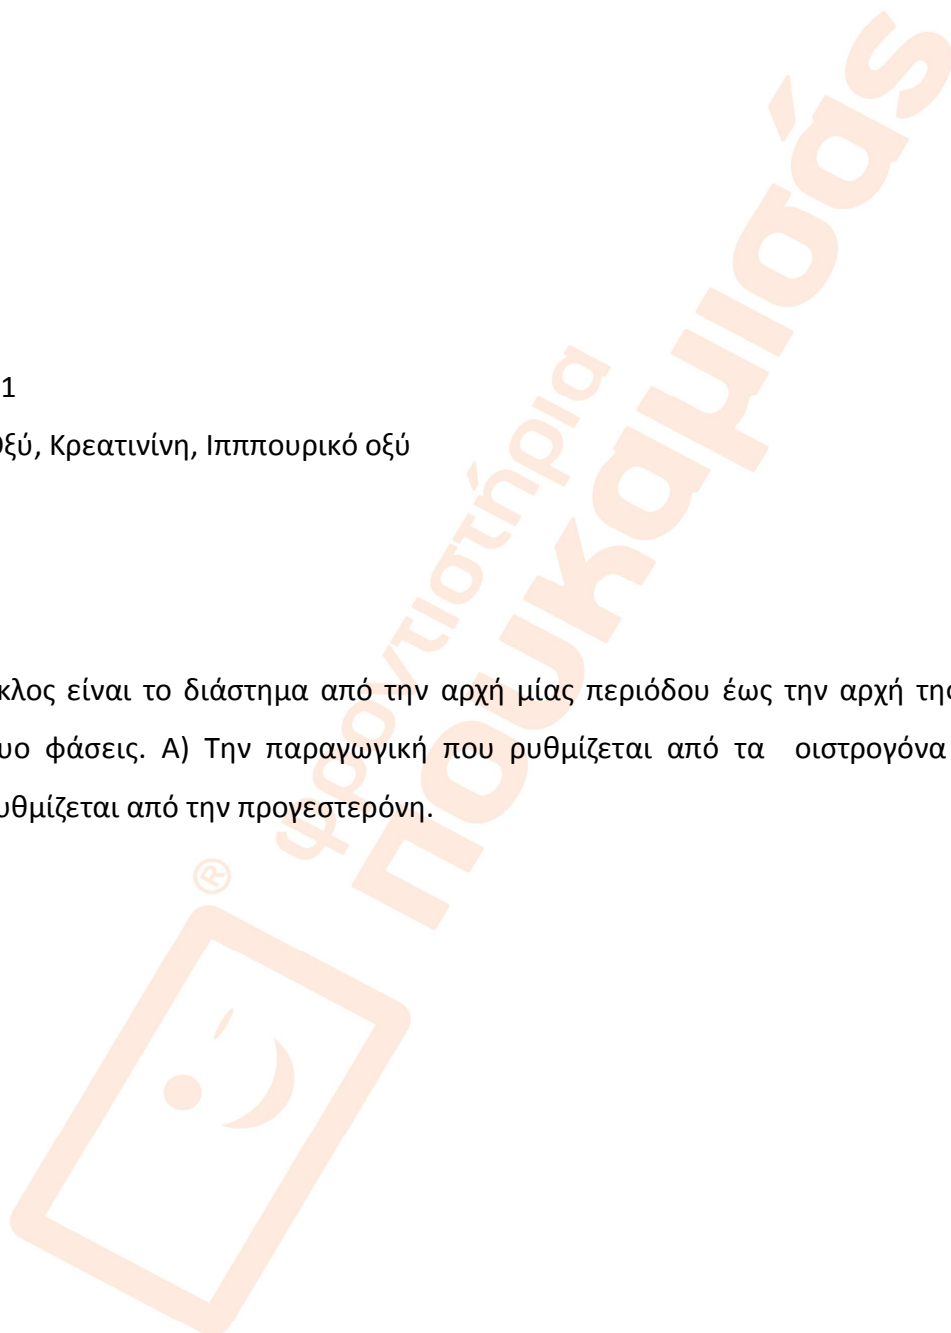 1
Οξύ, Κρεατινίνη, Ιπππουρικό οξύ
κλος είναι το διάστημα από την αρχή μίας περιόδου έως την αρχή της
υο φάσεις. Α) Την παραγωγική που ρυθμίζεται από τα οιστρογόνα
υθμίζεται από την προγεστερόνη.
φροντιστήρια
πουκαμισάς
®